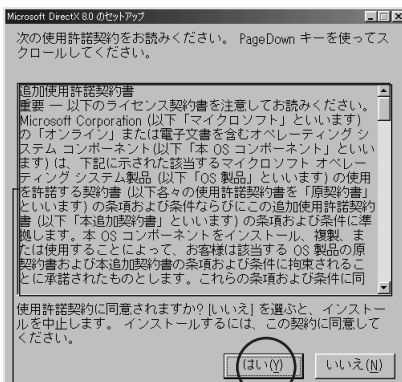 Microsoft DirectX 8.0 のセットアップ
次の使用許諾契約をお読みください。 PageDown キーを使ってス
クロールしてください。
追加使用許諾契約書
重要 — 以下のライセンス契約書を注意してお読みください。
Microsoft Corporation (以下「マイクロソフト」といいます)
の「オンライン」または電子文書を含むオペレーティング シ
ステム コンポーネント(以下「本 OS コンポーネント」といい
ます) は、下記に示された該当するマイクロソフト オペレー
ティング システム製品 (以下「OS 製品」といいます) の使用
を許諾する契約書 (以下各々の使用許諾契約書を「原契約書」
といいます) の条項および条件ならびにこの追加使用許諾契約
書 (以下「本追加契約書」といいます) の条項および条件に準
拠します。本 OS コンポーネントをインストール、複製、ま
たは使用することによって、お客様は該当する OS 製品の原
契約書および本追加契約書の条項および条件に拘束されるこ
とに承諾されたものとします。これらの条項および条件に同
使用許諾契約に同意されますか? [いいえ] を選ぶと、インストー
ルを中止します。 インストールするには、この契約に同意して
ください。
はい(Y)
いいえ(N)